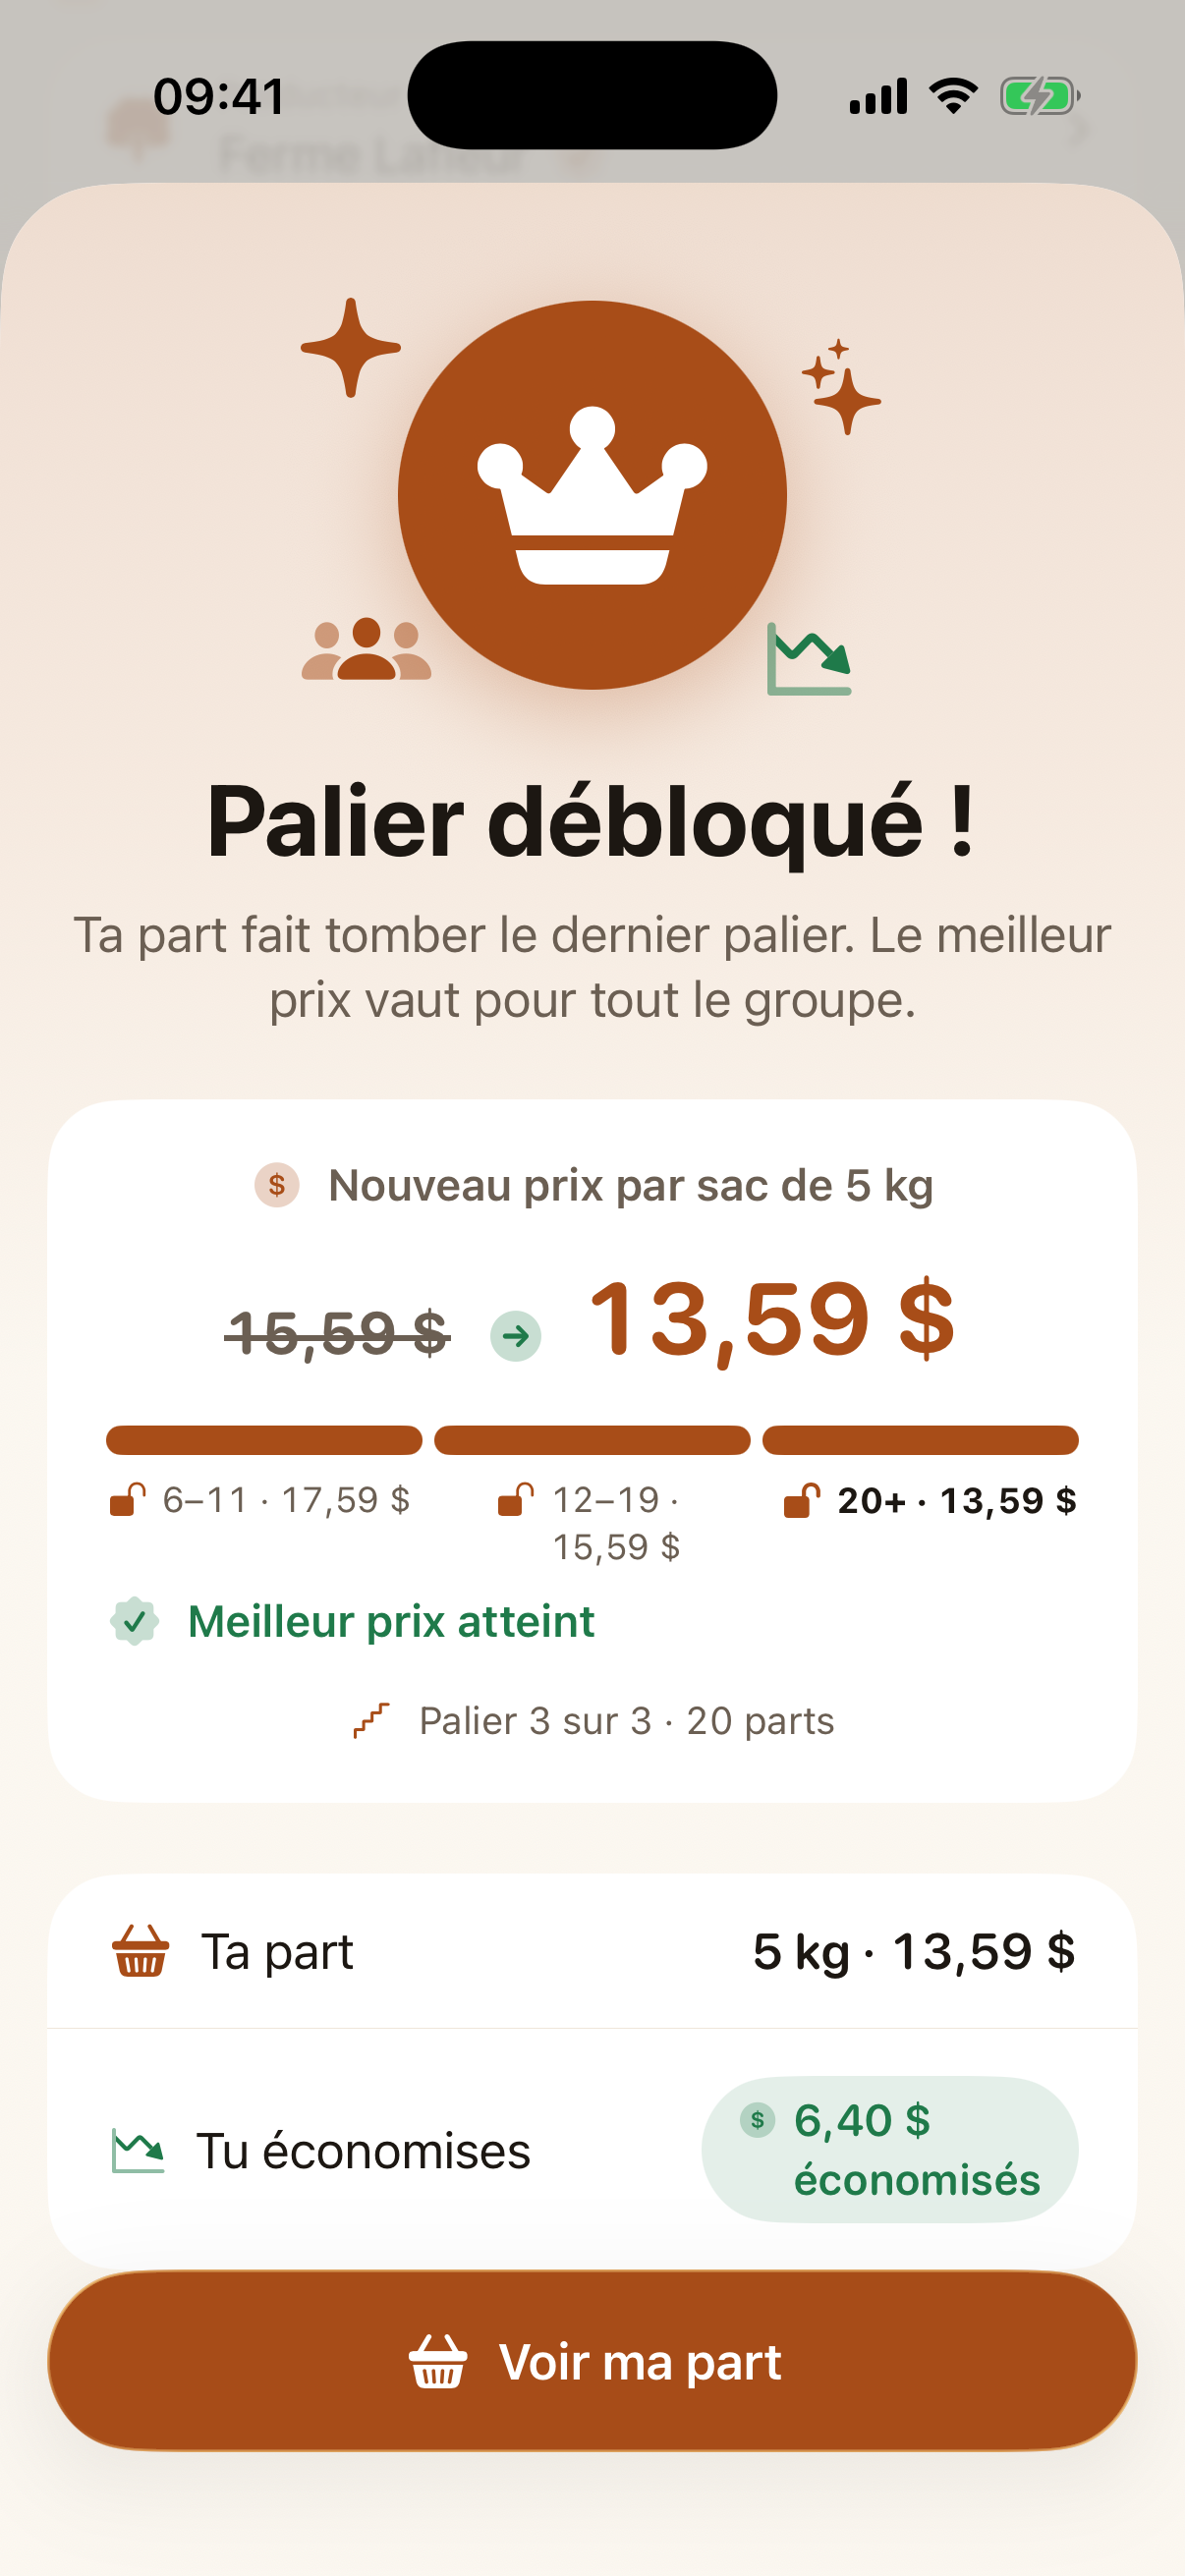 09:41
Ferme Lafleur
Palier débloqué !
Ta part fait tomber le dernier palier. Le meilleur
prix vaut pour tout le groupe.
$ Nouveau prix par sac de 5 kg
15,59 $ 13,59 $
6–11 · 17,59 $
12–19 ·
15,59 $
20+ · 13,59 $
Meilleur prix atteint
Palier 3 sur 3 · 20 parts
Ta part 5 kg · 13,59 $
Tu économises
$ 6,40 $
économisés
Voir ma part